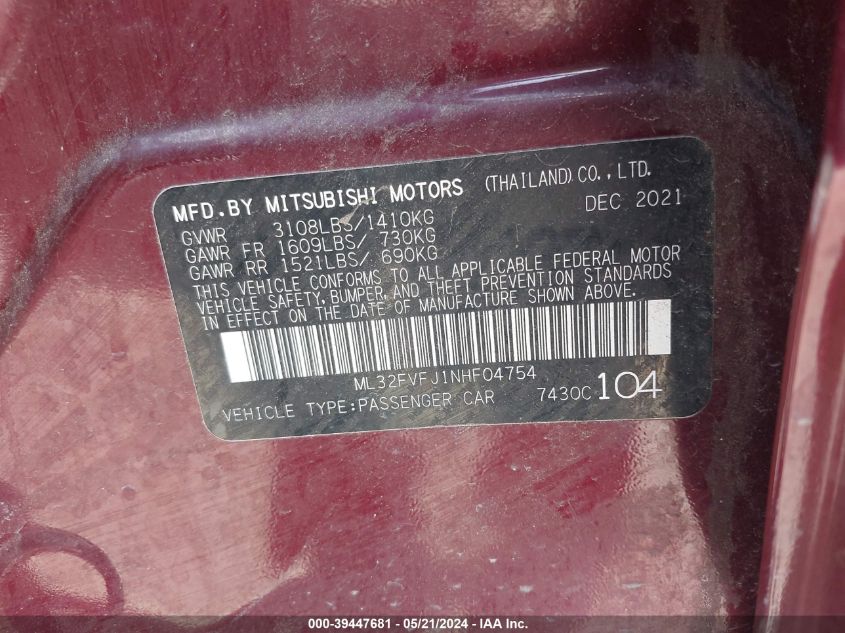 MFD.BY MITSUBISHI MOTORS (THAILAND) CO., LTD.
DEC 2021
GVWR 3108LBS/1410KG
GAWR FR 1609LBS/ 730KG
GAWR RR 1521LBS/ 690KG
THIS VEHICLE CONFORMS TO ALL APPLICABLE FEDERAL MOTOR
VEHICLE SAFETY, BUMPER, AND THEFT PREVENTION STANDARDS
IN EFFECT ON THE DATE OF MANUFACTURE SHOWN ABOVE.
ML32FVFJ1NHF04754
VEHICLE TYPE:PASSENGER CAR 7430C 104
000-39447681 - 05/21/2024 - IAAI.COM